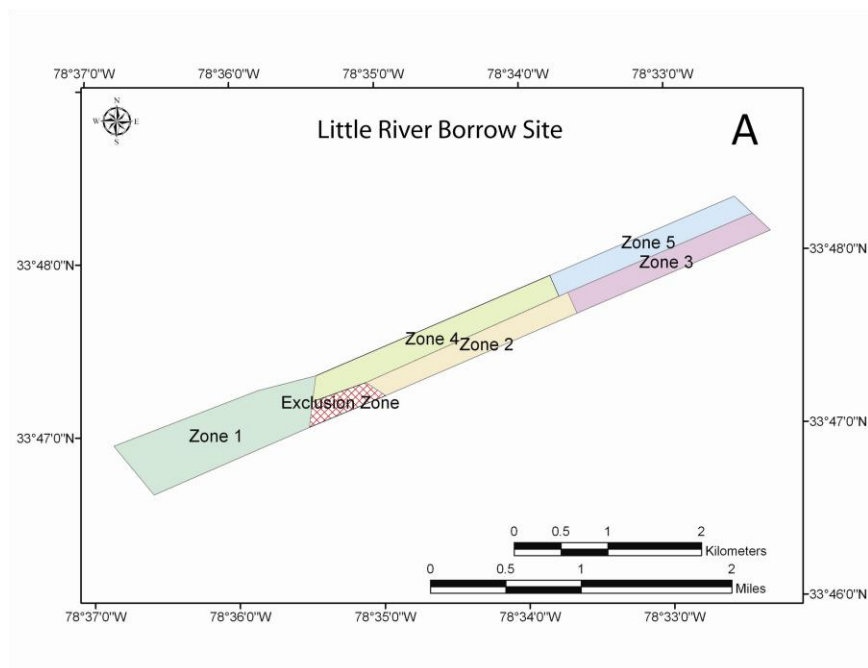 78°37'0"W 78°36'0"W 78°35'0"W 78°34'0"W 78°33'0"W
N
W E
S
Little River Borrow Site
A
Zone 5
33°48'0"N
Zone 3
33°48'0"N
Zone 4
Zone 2
Exclusion Zone
33°47'0"N
Zone 1
33°47'0"N
0 0.5 1 2
Kilometers
0 0.5 1 2
Miles
33°46'0"N
78°37'0"W 78°36'0"W 78°35'0"W 78°34'0"W 78°33'0"W